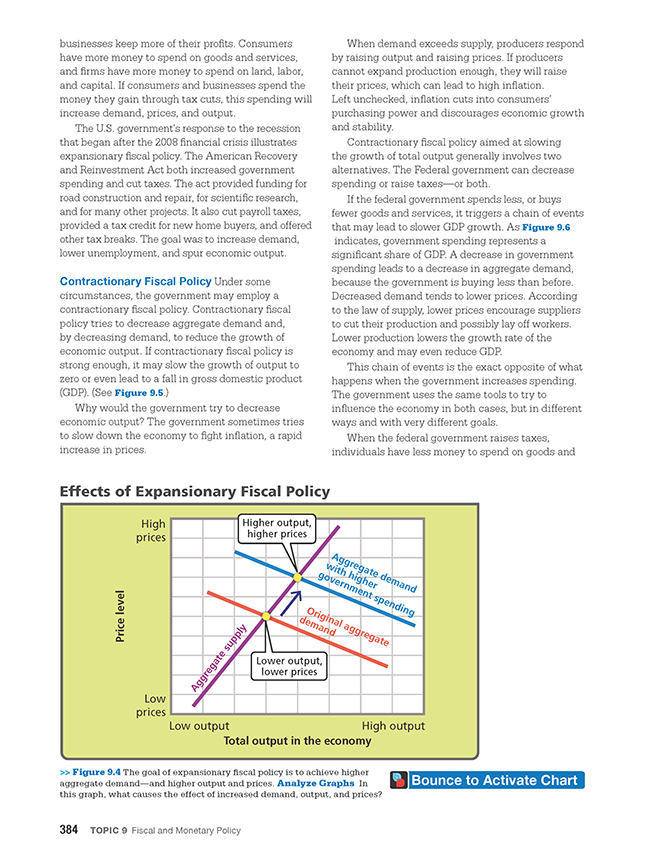 businesses keep more of their profits. Consumers
have more money to spend on goods and services,
and firms have more money to spend on land, labor,
and capital. If consumers and businesses spend the
money they gain through tax cuts, this spending will
increase demand, prices, and output.
The U.S. government's response to the recession
that began after the 2008 financial crisis illustrates
expansionary fiscal policy. The American Recovery
and Reinvestment Act both increased government
spending and cut taxes. The act provided funding for
road construction and repair, for scientific research,
and for many other projects. It also cut payroll taxes,
provided a tax credit for new home buyers, and offered
other tax breaks. The goal was to increase demand,
lower unemployment, and spur economic output.
Contractionary Fiscal Policy Under some
circumstances, the government may employ a
contractionary fiscal policy. Contractionary fiscal
policy tries to decrease aggregate demand and,
by decreasing demand, to reduce the growth of
economic output. If contractionary fiscal policy is
strong enough, it may slow the growth of output to
zero or even lead to a fall in gross domestic product
(GDP). (See Figure 9.5.)
Why would the government try to decrease
economic output? The government sometimes tries
to slow down the economy to fight inflation, a rapid
increase in prices.
When demand exceeds supply, producers respond
by raising output and raising prices. If producers
cannot expand production enough, they will raise
their prices, which can lead to high inflation.
Left unchecked, inflation cuts into consumers'
purchasing power and discourages economic growth
and stability.
Contractionary fiscal policy aimed at slowing
the growth of total output generally involves two
alternatives. The Federal government can decrease
spending or raise taxes—or both.
If the federal government spends less, or buys
fewer goods and services, it triggers a chain of events
that may lead to slower GDP growth. As Figure 9.6
indicates, government spending represents a
significant share of GDP. A decrease in government
spending leads to a decrease in aggregate demand,
because the government is buying less than before.
Decreased demand tends to lower prices. According
to the law of supply, lower prices encourage suppliers
to cut their production and possibly lay off workers.
Lower production lowers the growth rate of the
economy and may even reduce GDP.
This chain of events is the exact opposite of what
happens when the government increases spending.
The government uses the same tools to try to
influence the economy in both cases, but in different
ways and with very different goals.
When the federal government raises taxes,
individuals have less money to spend on goods and
Effects of Expansionary Fiscal Policy
High
prices
Higher output,
higher prices
Aggregate demand
with higher
government spending
Price level
Original aggregate
demand
Aggregate supply
Lower output,
lower prices
Low
prices
Low output
High output
Total output in the economy
>> Figure 9.4 The goal of expansionary fiscal policy is to achieve higher
aggregate demand—and higher output and prices. Analyze Graphs In
this graph, what causes the effect of increased demand, output, and prices?
Bounce to Activate Chart
384 TOPIC 9 Fiscal and Monetary Policy